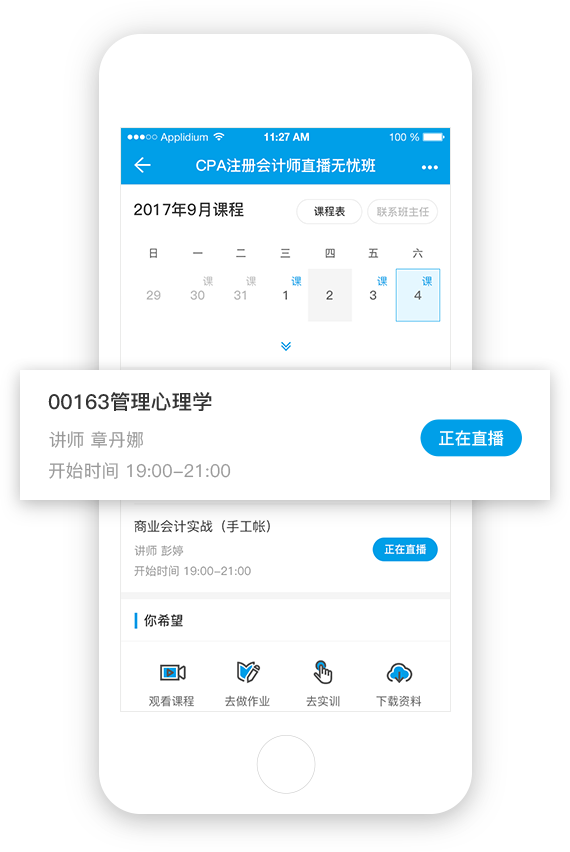 Applidium 11:27 AM 100 %
CPA注册会计师直播无忧班
2017年9月课程 课程表 联系班主任
日 一 二 三 四 五 六
课 课 课 课 课
29 30 31 1 2 3 4
00163管理心理学
讲师 章丹娜
正在直播
开始时间 19:00-21:00
商业会计实战（手工帐）
讲师 彭婷
正在直播
开始时间 19:00-21:00
你希望
观看课程 去做作业 去实训 下载资料